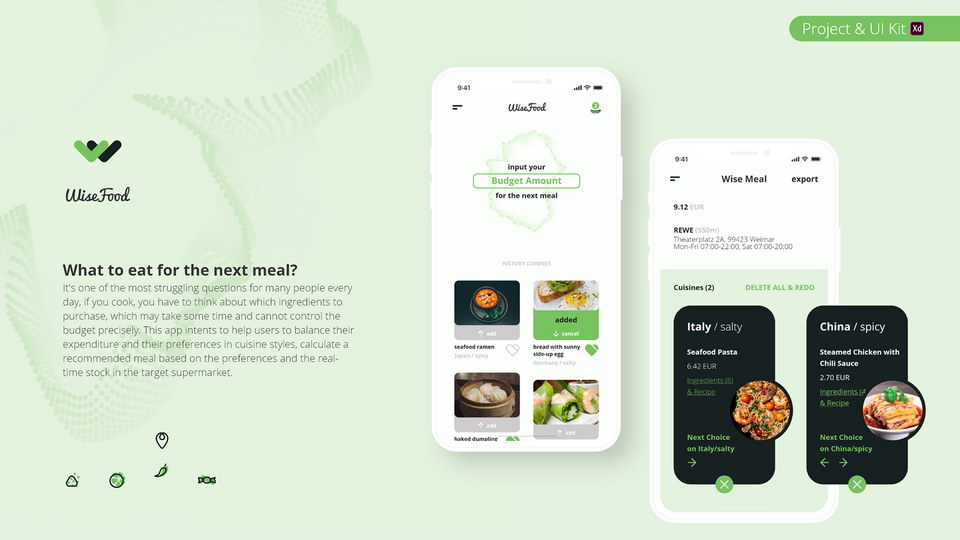 Project & UI Kit Xd
WiseFood
What to eat for the next meal?
It's one of the most struggling questions for many people every
day, if you cook, you have to think about which ingredients to
purchase, which may take some time and cannot control the
budget precisely. This app intents to help users to balance their
expenditure and their preferences in cuisine styles, calculate a
recommended meal based on the preferences and the real-
time stock in the target supermarket.
9:41
WiseFood
2
input your
Budget Amount
for the next meal
HISTORY CUISINES
add
seafood ramen
Japan / spicy
added
cancel
bread with sunny
side-up egg
Germany / salty
add
baked dumpling
add
9:41
Wise Meal
export
9.12 EUR
REWE (550m)
Theaterplatz 2A, 99423 Weimar
Mon-Fri 07:00-22:00, Sat 07:00-20:00
Cuisines (2)
DELETE ALL & REDO
Italy / salty
Seafood Pasta
6.42 EUR
Ingredients (6)
& Recipe
Next Choice
on Italy/salty
China / spicy
Steamed Chicken with
Chili Sauce
2.70 EUR
Ingredients (4
& Recipe
Next Choice
on China/spicy